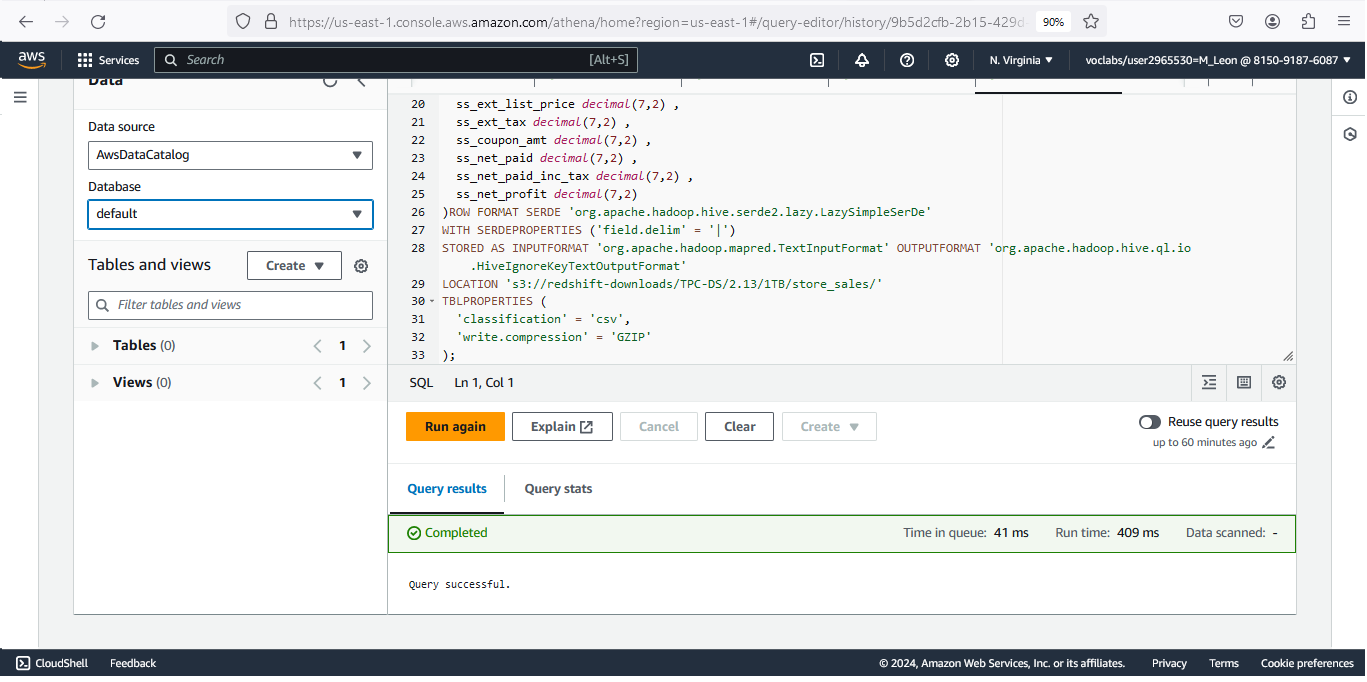 https://us-east-1.console.aws.amazon.com/athena/home?region=us-east-1#/query-editor/history/9b5d2cfb-2b15-429d-
90%
aws
Services
Search
[Alt+S]
N. Virginia
voclabs/user2965530=M_Leon @ 8150-9187-6087
Data
Data source
AwsDataCatalog
Database
default
Tables and views
Create
Filter tables and views
Tables (0)
1
Views (0)
1
20 ss_ext_list_price decimal(7,2) ,
21 ss_ext_tax decimal(7,2) ,
22 ss_coupon_amt decimal(7,2) ,
23 ss_net_paid decimal(7,2) ,
24 ss_net_paid_inc_tax decimal(7,2) ,
25 ss_net_profit decimal(7,2)
26 )ROW FORMAT SERDE 'org.apache.hadoop.hive.serde2.lazy.LazySimpleSerDe'
27 WITH SERDEPROPERTIES ('field.delim' = '|')
28 STORED AS INPUTFORMAT 'org.apache.hadoop.mapred.TextInputFormat' OUTPUTFORMAT 'org.apache.hadoop.hive.ql.io
.HiveIgnoreKeyTextOutputFormat'
29 LOCATION 's3://redshift-downloads/TPC-DS/2.13/1TB/store_sales/'
30 TBLPROPERTIES (
31 'classification' = 'csv',
32 'write.compression' = 'GZIP'
33 );
SQL
Ln 1, Col 1
Run again
Explain
Cancel
Clear
Create
Reuse query results
up to 60 minutes ago
Query results
Query stats
Completed
Time in queue: 41 ms
Run time: 409 ms
Data scanned: -
Query successful.
CloudShell
Feedback
© 2024, Amazon Web Services, Inc. or its affiliates.
Privacy
Terms
Cookie preferences